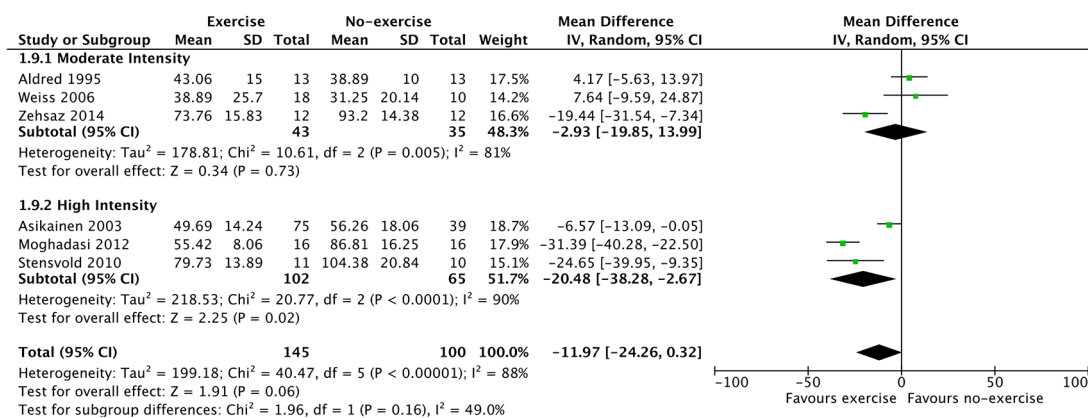 Exercise No-exercise Mean Difference Mean Difference
Study or Subgroup Mean SD Total Mean SD Total Weight IV, Random, 95% CI IV, Random, 95% CI
1.9.1 Moderate Intensity
Aldred 1995 43.06 15 13 38.89 10 13 17.5% 4.17 [-5.63, 13.97]
Weiss 2006 38.89 25.7 18 31.25 20.14 10 14.2% 7.64 [-9.59, 24.87]
Zehsaz 2014 73.76 15.83 12 93.2 14.38 12 16.6% -19.44 [-31.54, -7.34]
Subtotal (95% CI) 43 35 48.3% -2.93 [-19.85, 13.99]
Heterogeneity: Tau² = 178.81; Chi² = 10.61, df = 2 (P = 0.005); I² = 81%
Test for overall effect: Z = 0.34 (P = 0.73)
1.9.2 High Intensity
Asikainen 2003 49.69 14.24 75 56.26 18.06 39 18.7% -6.57 [-13.09, -0.05]
Moghadasi 2012 55.42 8.06 16 86.81 16.25 16 17.9% -31.39 [-40.28, -22.50]
Stensvold 2010 79.73 13.89 11 104.38 20.84 10 15.1% -24.65 [-39.95, -9.35]
Subtotal (95% CI) 102 65 51.7% -20.48 [-38.28, -2.67]
Heterogeneity: Tau² = 218.53; Chi² = 20.77, df = 2 (P < 0.0001); I² = 90%
Test for overall effect: Z = 2.25 (P = 0.02)
Total (95% CI) 145 100 100.0% -11.97 [-24.26, 0.32]
Heterogeneity: Tau² = 199.18; Chi² = 40.47, df = 5 (P < 0.00001); I² = 88%
Test for overall effect: Z = 1.91 (P = 0.06)
Test for subgroup differences: Chi² = 1.96, df = 1 (P = 0.16), I² = 49.0%
-100 -50 0 50 100
Favours exercise Favours no-exercise